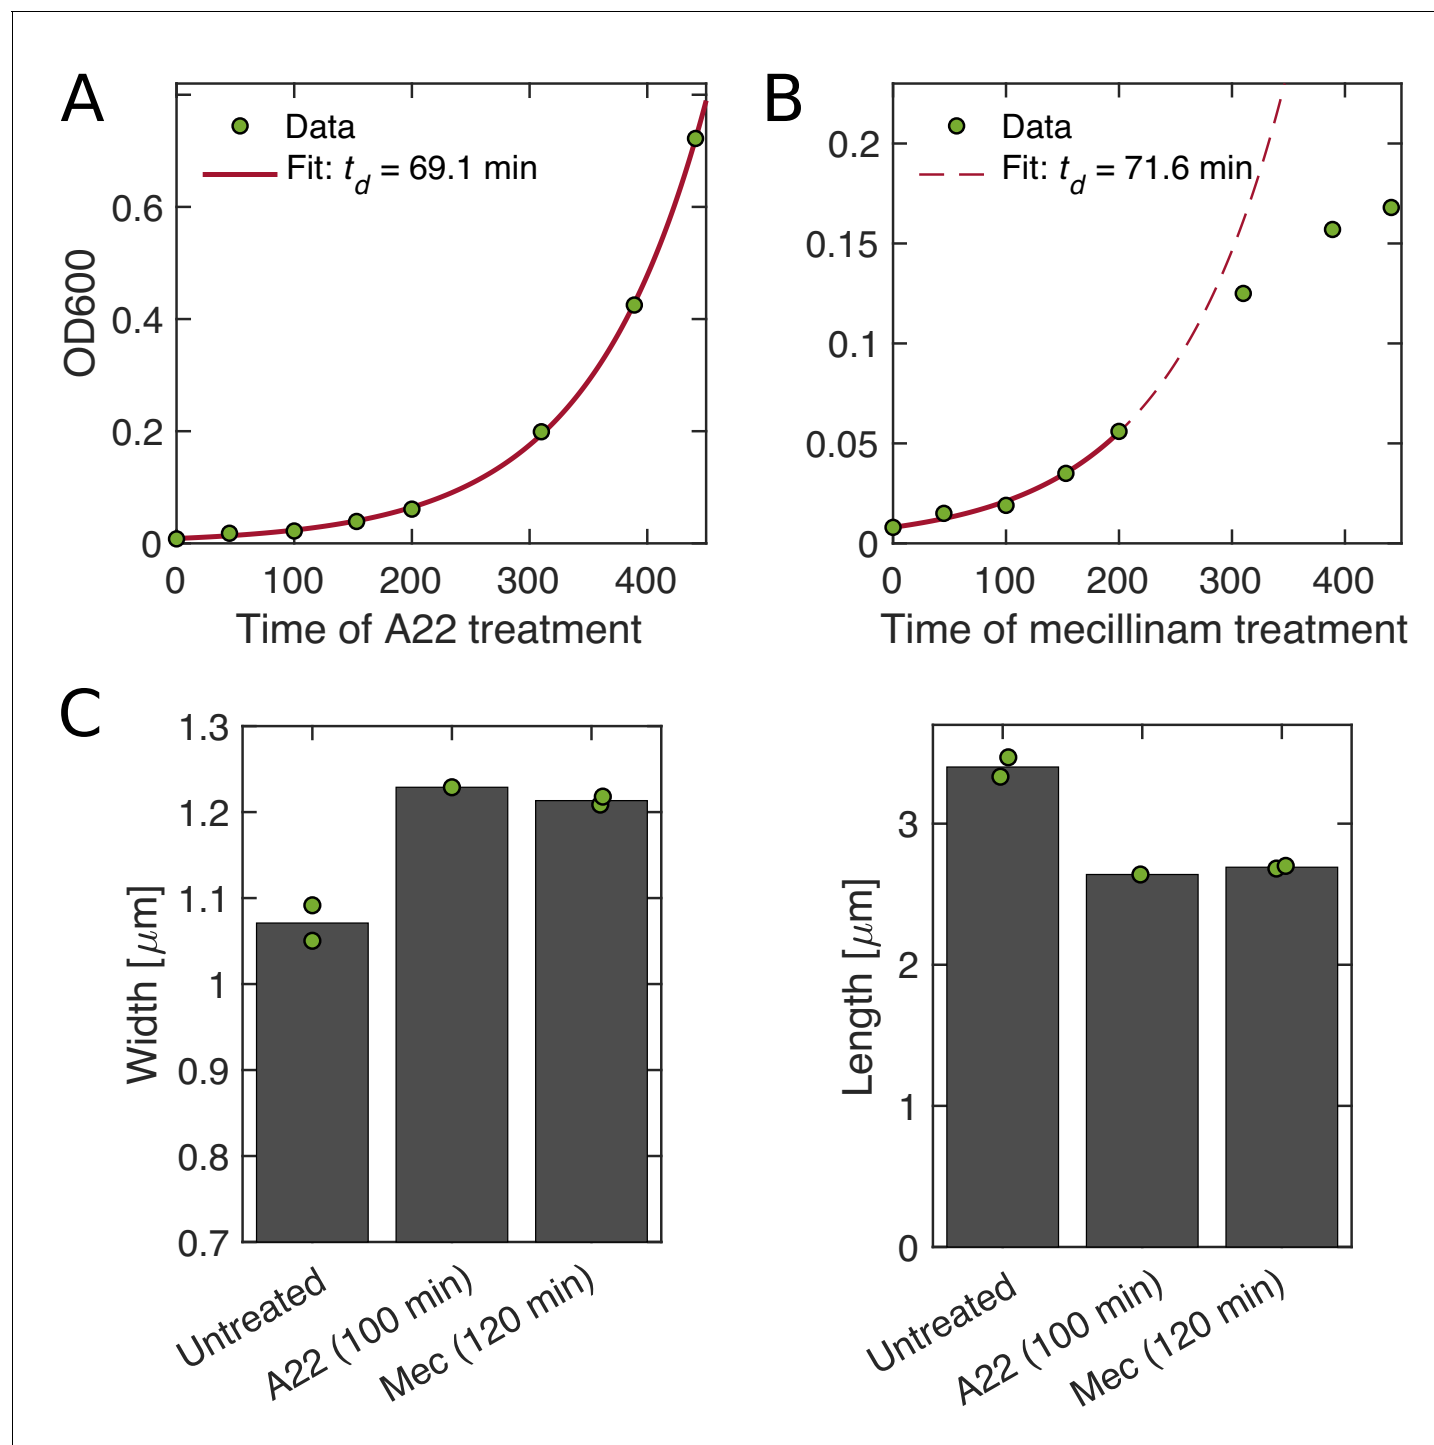 A
Data
Fit: t_d = 69.1 min
OD600
0.6
0.4
0.2
0
0 100 200 300 400
Time of A22 treatment
B
Data
Fit: t_d = 71.6 min
0.2
0.15
0.1
0.05
0
0 100 200 300 400
Time of mecillinam treatment
C
Width [μm]
1.3
1.2
1.1
1
0.9
0.8
0.7
Untreated
A22 (100 min)
Mec (120 min)
Length [μm]
3
2
1
0
Untreated
A22 (100 min)
Mec (120 min)